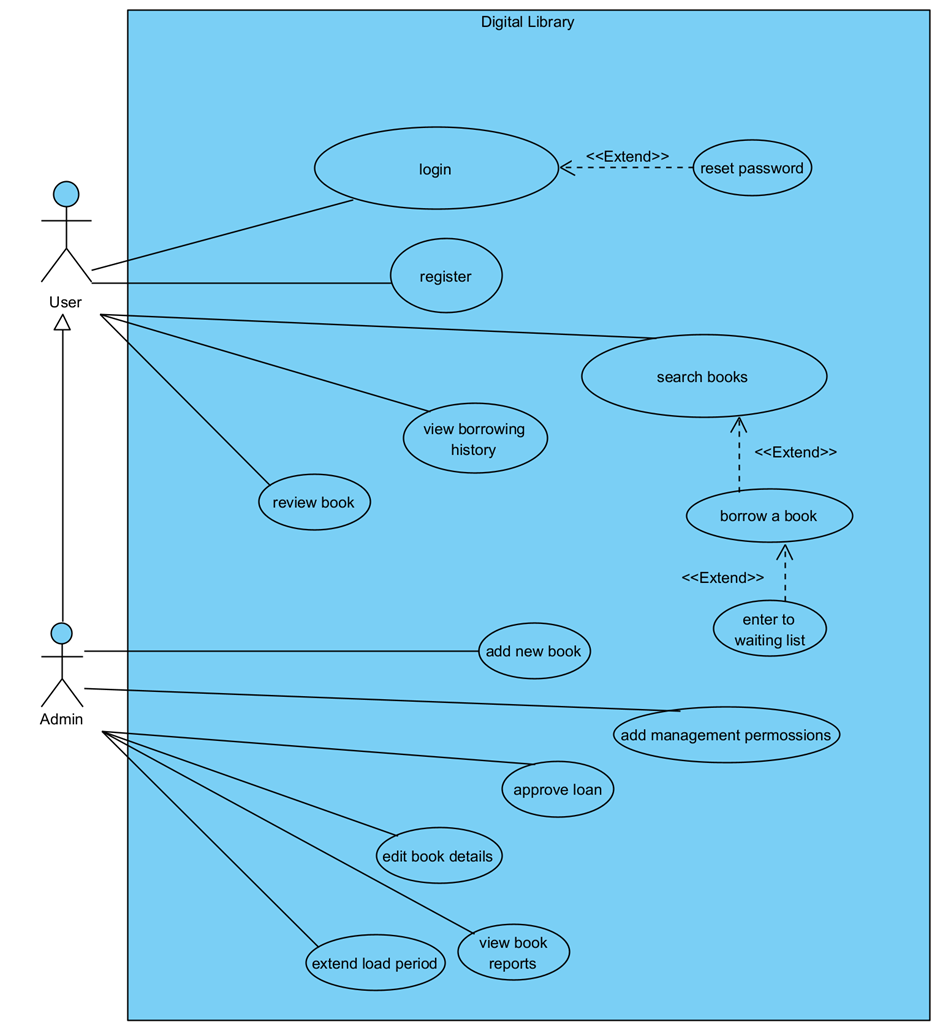 Digital Library
login
<<Extend>>
reset password
register
User
search books
view borrowing
history
<<Extend>>
review book
borrow a book
<<Extend>>
enter to
waiting list
add new book
Admin
add management permossions
approve loan
edit book details
view book
reports
extend load period